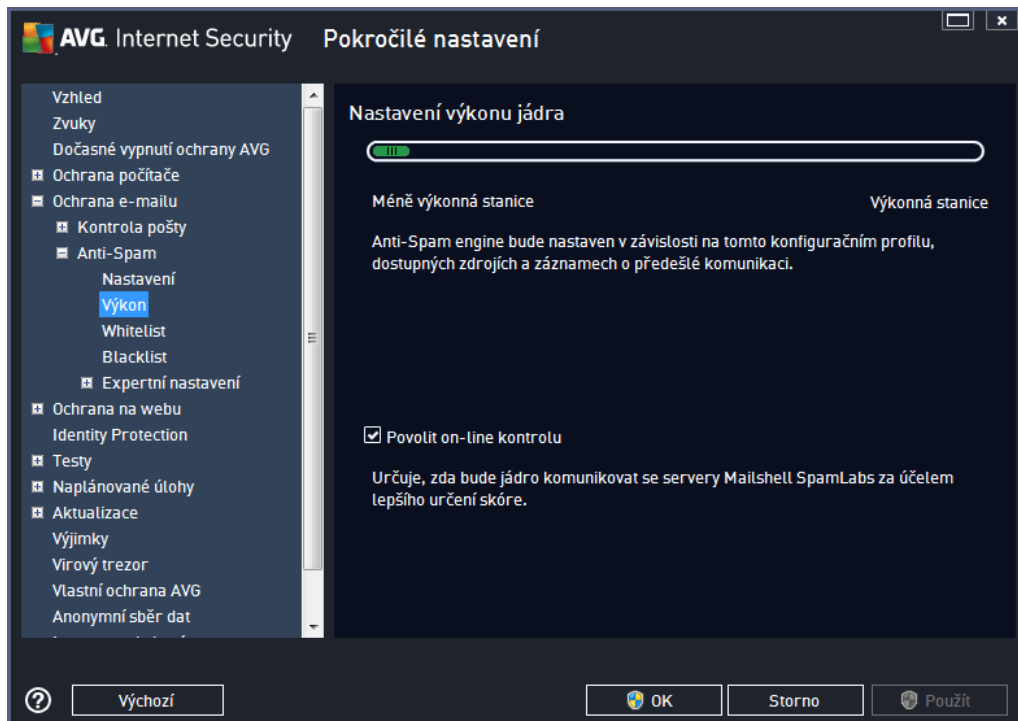 AVG. Internet Security Pokročilé nastavení
Vzhled
Zvuky
Dočasné vypnutí ochrany AVG
Ochrana počítače
Ochrana e-mailu
Kontrola pošty
Anti-Spam
Nastavení
Výkon
Whitelist
Blacklist
Expertní nastavení
Ochrana na webu
Identity Protection
Testy
Naplánované úlohy
Aktualizace
Výjimky
Virový trezor
Vlastní ochrana AVG
Anonymní sběr dat
Nastavení výkonu jádra
Méně výkonná stanice
Výkonná stanice
Anti-Spam engine bude nastaven v závislosti na tomto konfiguračním profilu,
dostupných zdrojích a záznamech o předešlé komunikaci.
Povolit on-line kontrolu
Určuje, zda bude jádro komunikovat se servery Mailshell SpamLabs za účelem
lepšího určení skóre.
Výchozí
OK
Storno
Použít